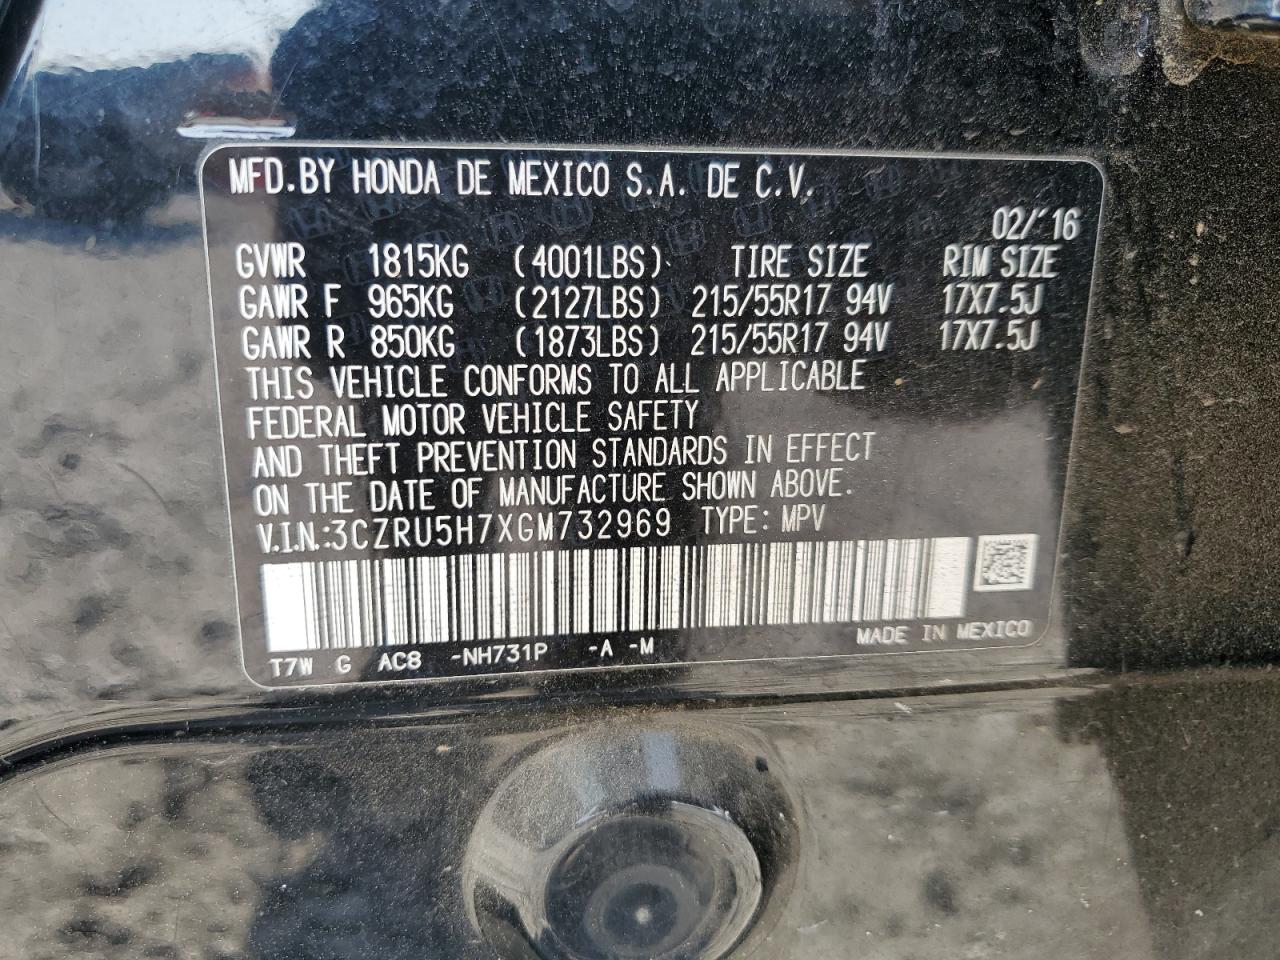 MFD.BY HONDA DE MEXICO S.A. DE C.V.
02/'16
GVWR 1815KG (4001LBS) TIRE SIZE RIM SIZE
GAWR F 965KG (2127LBS) 215/55R17 94V 17X7.5J
GAWR R 850KG (1873LBS) 215/55R17 94V 17X7.5J
THIS VEHICLE CONFORMS TO ALL APPLICABLE
FEDERAL MOTOR VEHICLE SAFETY
AND THEFT PREVENTION STANDARDS IN EFFECT
ON THE DATE OF MANUFACTURE SHOWN ABOVE.
V.I.N.:3CZRU5H7XGM732969 TYPE: MPV
MADE IN MEXICO
T7W G AC8 -NH731P -A -M